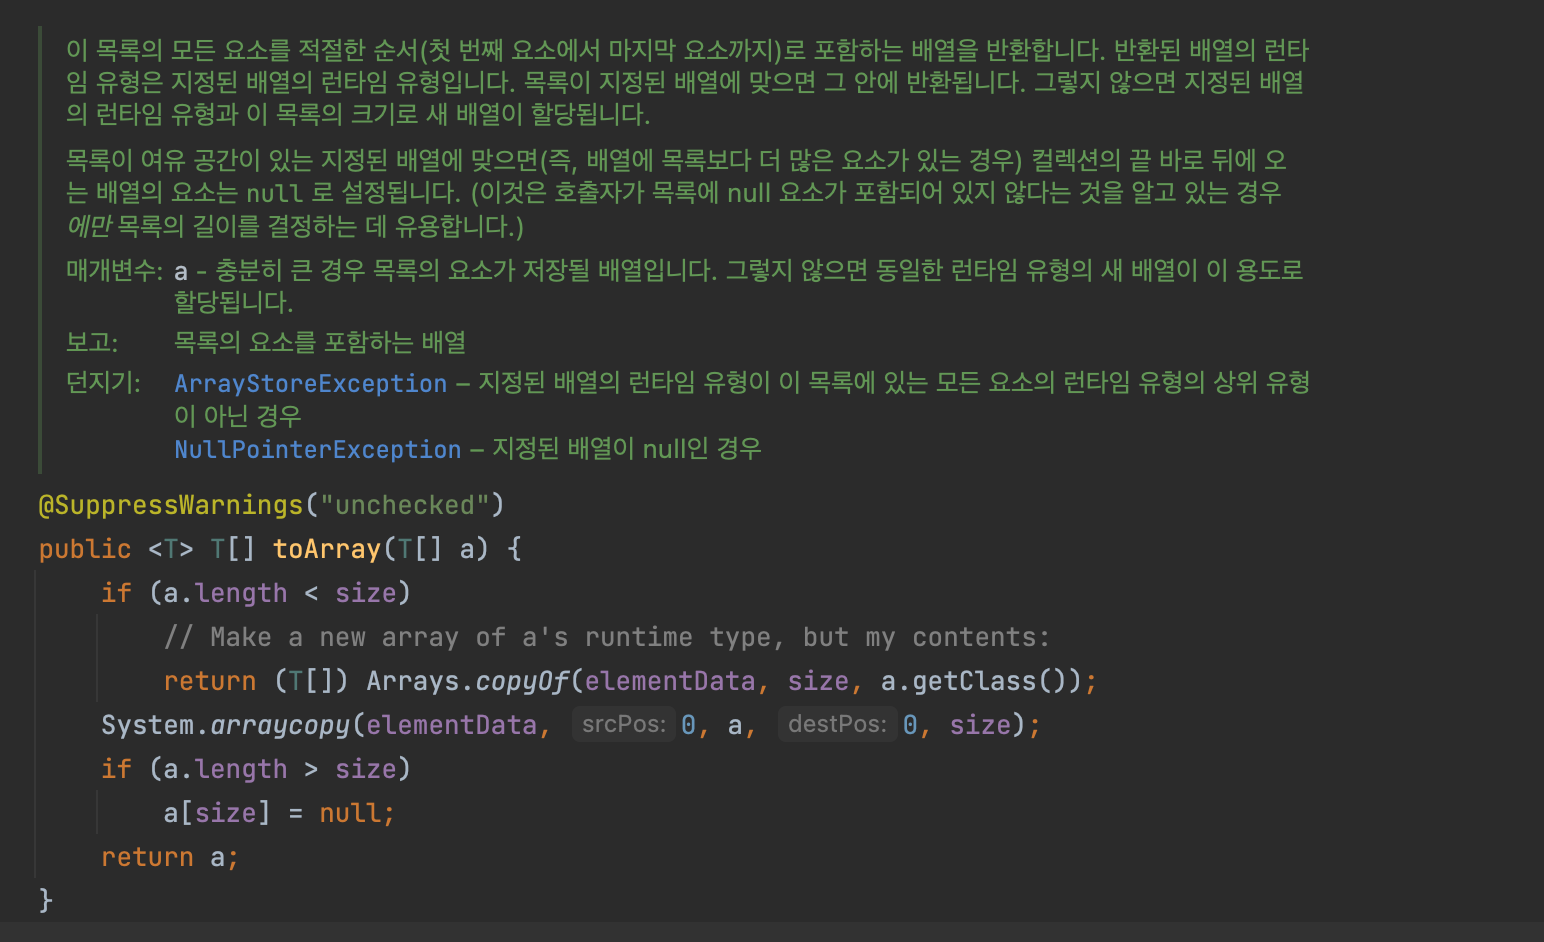 이 목록의 모든 요소를 적절한 순서(첫 번째 요소에서 마지막 요소까지)로 포함하는 배열을 반환합니다. 반환된 배열의 런타
임 유형은 지정된 배열의 런타임 유형입니다. 목록이 지정된 배열에 맞으면 그 안에 반환됩니다. 그렇지 않으면 지정된 배열
의 런타임 유형과 이 목록의 크기로 새 배열이 할당됩니다.
목록이 여유 공간이 있는 지정된 배열에 맞으면(즉, 배열에 목록보다 더 많은 요소가 있는 경우) 컬렉션의 끝 바로 뒤에 오
는 배열의 요소는 null 로 설정됩니다. (이것은 호출자가 목록에 null 요소가 포함되어 있지 않다는 것을 알고 있는 경우
에만 목록의 길이를 결정하는 데 유용합니다.)
매개변수: a - 충분히 큰 경우 목록의 요소가 저장될 배열입니다. 그렇지 않으면 동일한 런타임 유형의 새 배열이 이 용도로
할당됩니다.
보고: 목록의 요소를 포함하는 배열
던지기: ArrayStoreException – 지정된 배열의 런타임 유형이 이 목록에 있는 모든 요소의 런타임 유형의 상위 유형
이 아닌 경우
NullPointerException – 지정된 배열이 null인 경우
@SuppressWarnings("unchecked")
public <T> T[] toArray(T[] a) {
if (a.length < size)
// Make a new array of a's runtime type, but my contents:
return (T[]) Arrays.copyOf(elementData, size, a.getClass());
System.arraycopy(elementData, srcPos: 0, a, destPos: 0, size);
if (a.length > size)
a[size] = null;
return a;
}